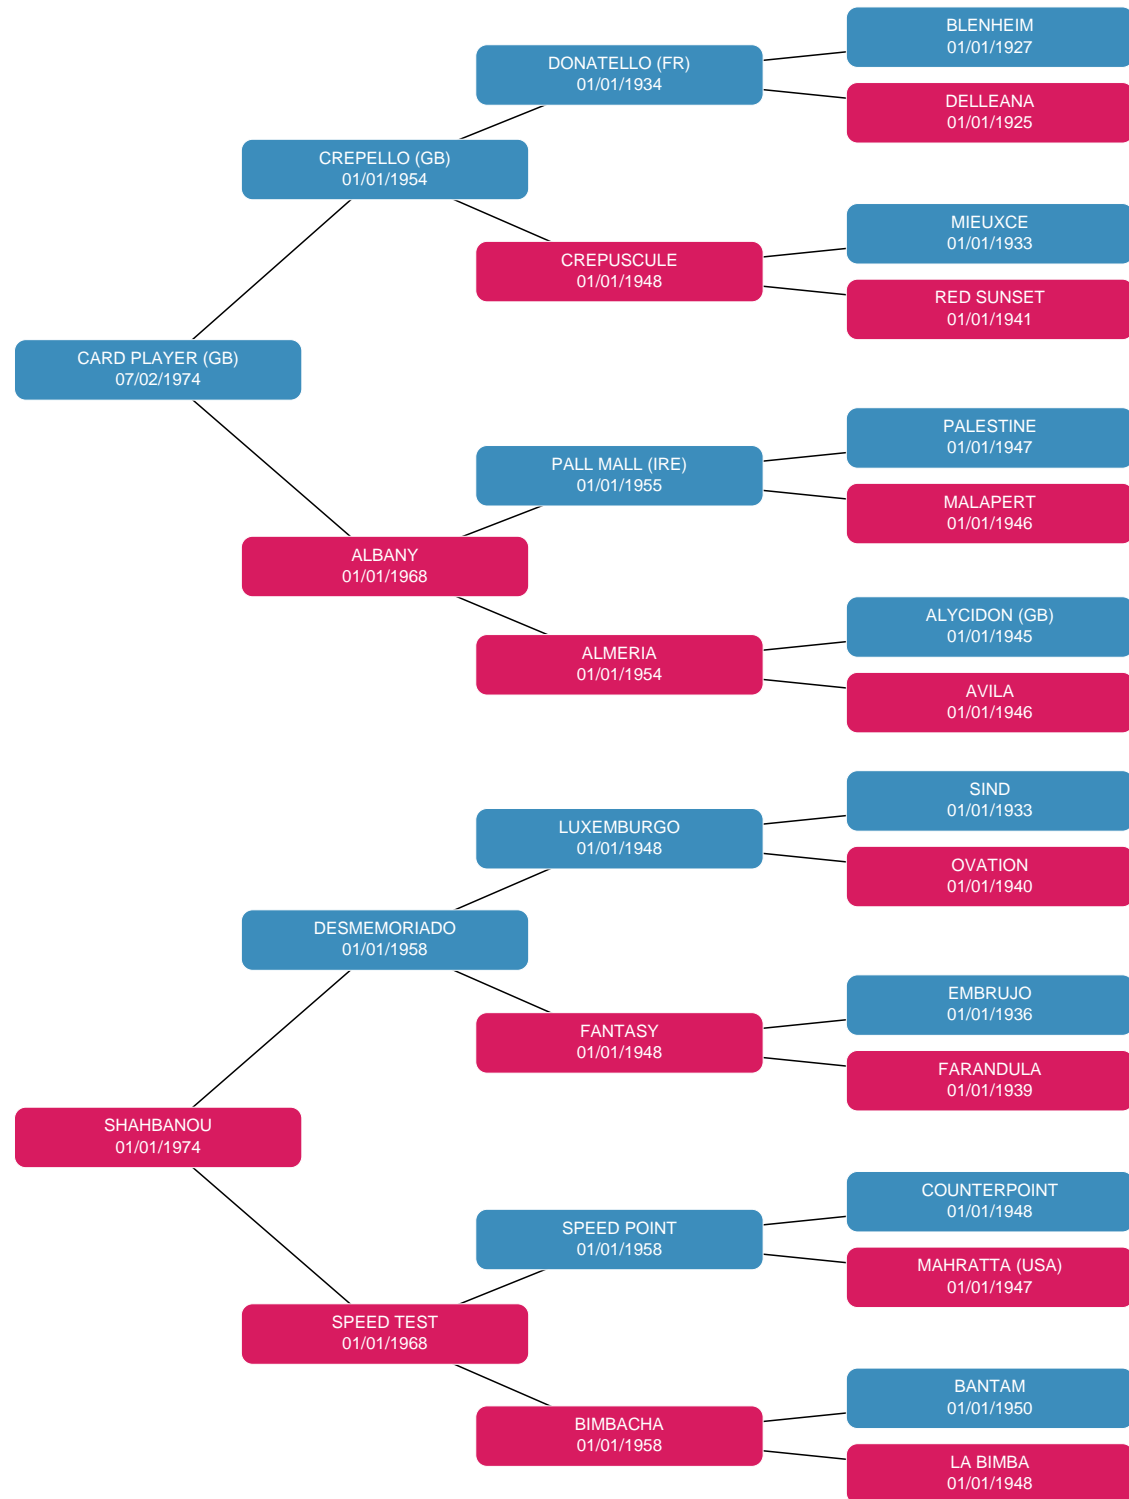 BLENHEIM
01/01/1927
DONATELLO (FR)
01/01/1934
DELLEANA
01/01/1925
CREPELLO (GB)
01/01/1954
MIEUXCE
01/01/1933
CREPUSCULE
01/01/1948
RED SUNSET
01/01/1941
CARD PLAYER (GB)
07/02/1974
PALESTINE
01/01/1947
PALL MALL (IRE)
01/01/1955
MALAPERT
01/01/1946
ALBANY
01/01/1968
ALYCIDON (GB)
01/01/1945
ALMERIA
01/01/1954
AVILA
01/01/1946
SIND
01/01/1933
LUXEMBURGO
01/01/1948
OVATION
01/01/1940
DESMEMORIADO
01/01/1958
EMBRUJO
01/01/1936
FANTASY
01/01/1948
FARANDULA
01/01/1939
SHAHBANOU
01/01/1974
COUNTERPOINT
01/01/1948
SPEED POINT
01/01/1958
MAHRATTA (USA)
01/01/1947
SPEED TEST
01/01/1968
BANTAM
01/01/1950
BIMBACHA
01/01/1958
LA BIMBA
01/01/1948